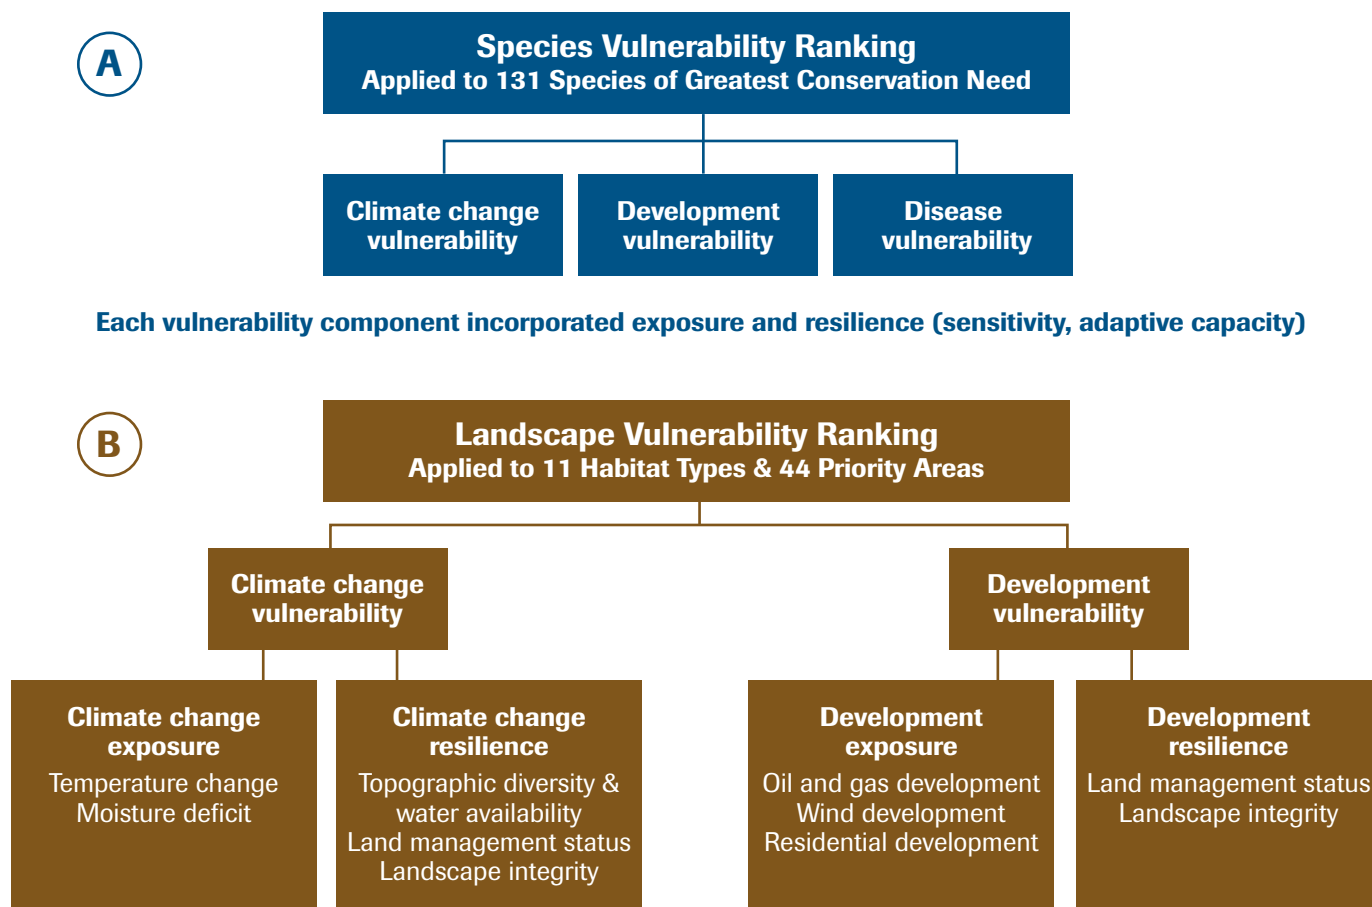 A
Species Vulnerability Ranking
Applied to 131 Species of Greatest Conservation Need
Climate change
vulnerability
Development
vulnerability
Disease
vulnerability
Each vulnerability component incorporated exposure and resilience (sensitivity, adaptive capacity)
B
Landscape Vulnerability Ranking
Applied to 11 Habitat Types & 44 Priority Areas
Climate change
vulnerability
Development
vulnerability
Climate change
exposure
Temperature change
Moisture deficit
Climate change
resilience
Topographic diversity &
water availability
Land management status
Landscape integrity
Development
exposure
Oil and gas development
Wind development
Residential development
Development
resilience
Land management status
Landscape integrity